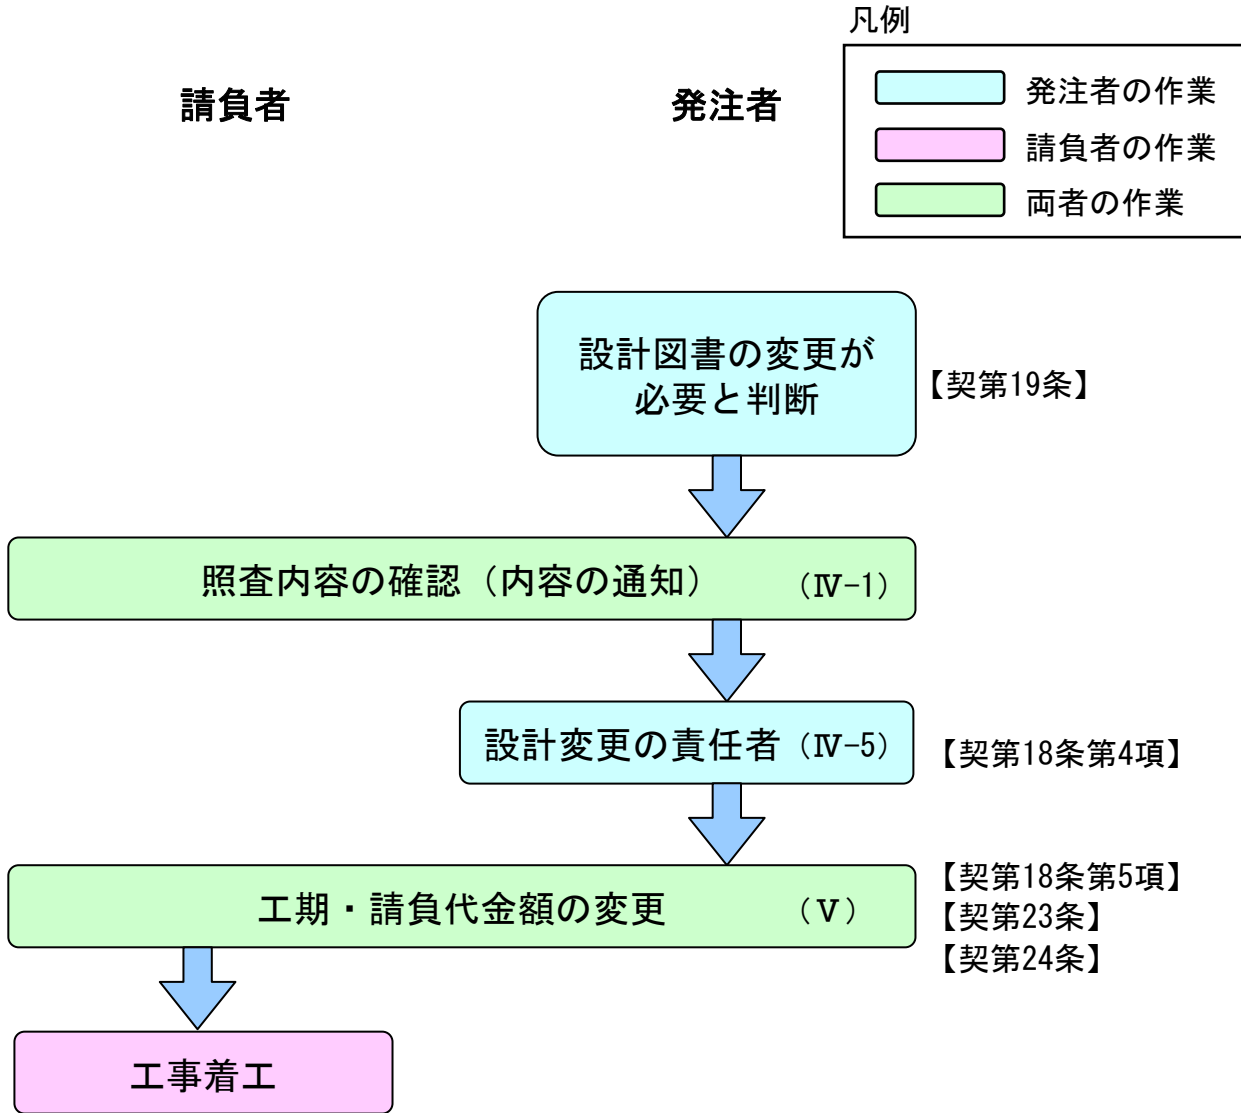 凡例
発注者の作業
請負者の作業
両者の作業
請負者
発注者
設計図書の変更が
必要と判断
【契第19条】
照査内容の確認（内容の通知）　（Ⅳ-1）
設計変更の責任者（Ⅳ-5）
【契第18条第4項】
工期・請負代金額の変更　（Ⅴ）
【契第18条第5項】
【契第23条】
【契第24条】
工事着工